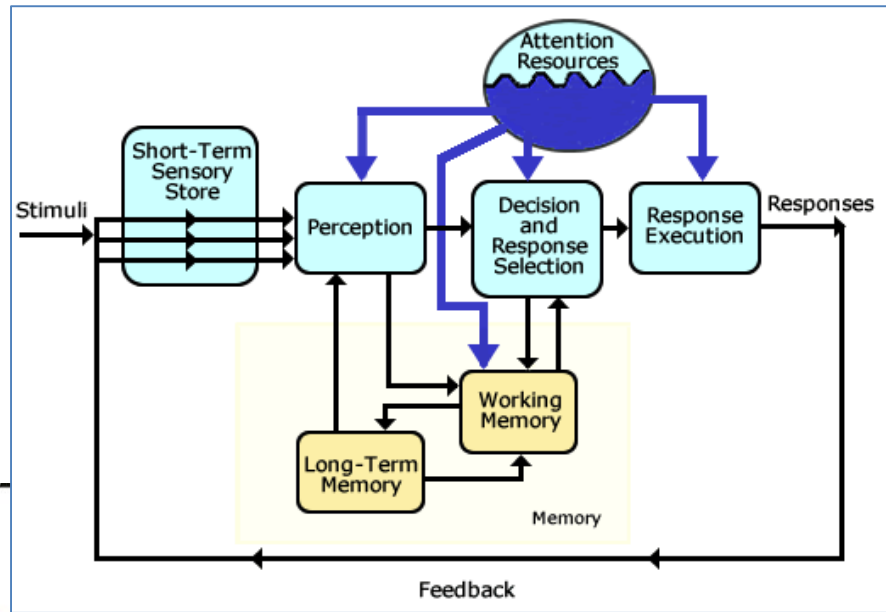 Attention
Resources
Short-Term
Sensory
Store
Stimuli
Perception
Decision
and
Response
Selection
Response
Execution
Responses
Working
Memory
Long-Term
Memory
Memory
Feedback